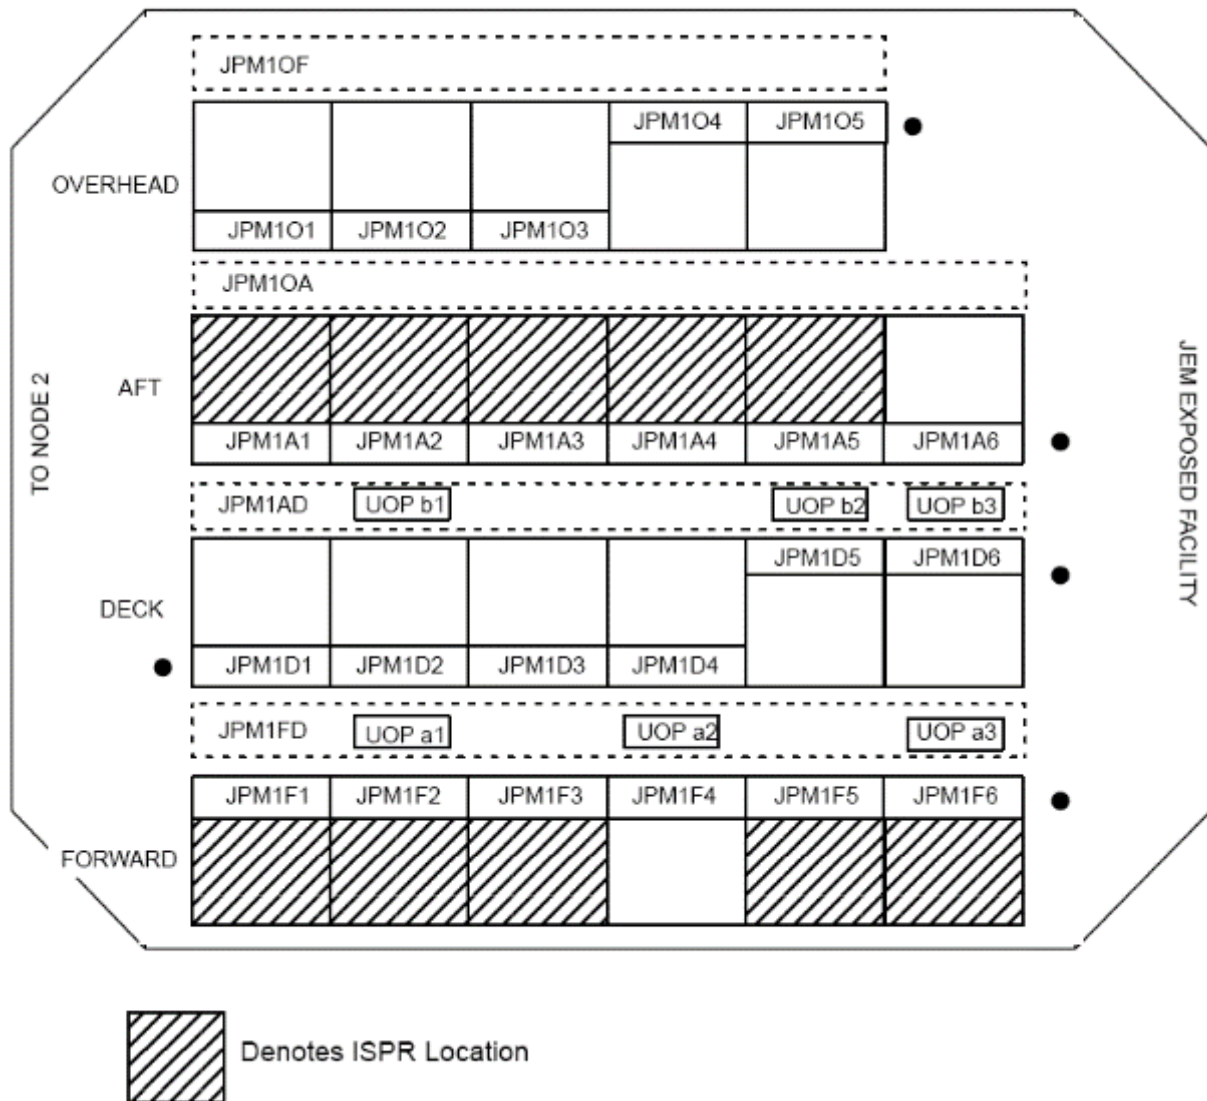 JPM1OF
JPM1O4 JPM1O5
OVERHEAD
JPM1O1 JPM1O2 JPM1O3
JPM1OA
TO NODE 2
AFT
JEM EXPOSED FACILITY
JPM1A1 JPM1A2 JPM1A3 JPM1A4 JPM1A5 JPM1A6
JPM1AD UOP b1 UOP b2 UOP b3
JPM1D5 JPM1D6
DECK
JPM1D1 JPM1D2 JPM1D3 JPM1D4
JPM1FD UOP a1 UOP a2 UOP a3
JPM1F1 JPM1F2 JPM1F3 JPM1F4 JPM1F5 JPM1F6
FORWARD
Denotes ISPR Location